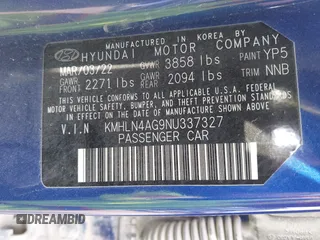 MANUFACTURED IN KOREA BY
HYUNDAI MOTOR COMPANY
MAR/03/22 GVWR 3858 lbs PAINT YP5
GAWR FRONT 2271 lbs GAWR REAR 2094 lbs TRIM NNB
THIS VEHICLE CONFORMS TO ALL APPLICABLE U.S.A. FEDERAL
MOTOR VEHICLE SAFETY, BUMPER, AND THEFT PREVENTION
STANDARDS IN EFFECT ON THE DATE OF MANUFACTURE
SHOWN ABOVE.
V.I.N KMHLN4AG9NU337327
PASSENGER CAR
DREAMBID